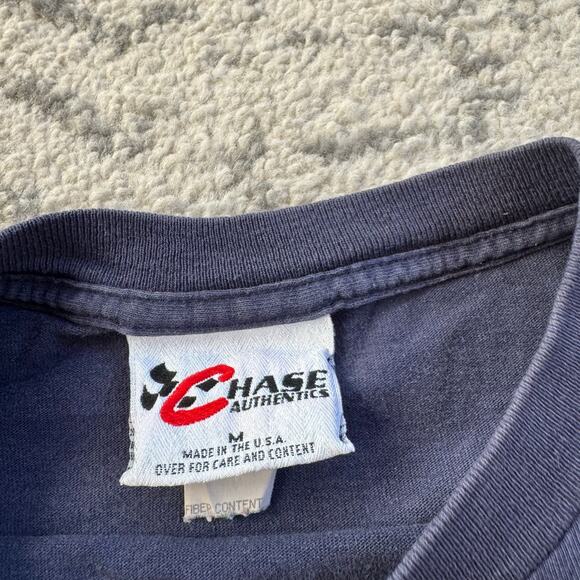 CHASE
AUTHENTICS
M
MADE IN THE U.S.A.
OVER FOR CARE AND CONTENT
FIBER CONTENT